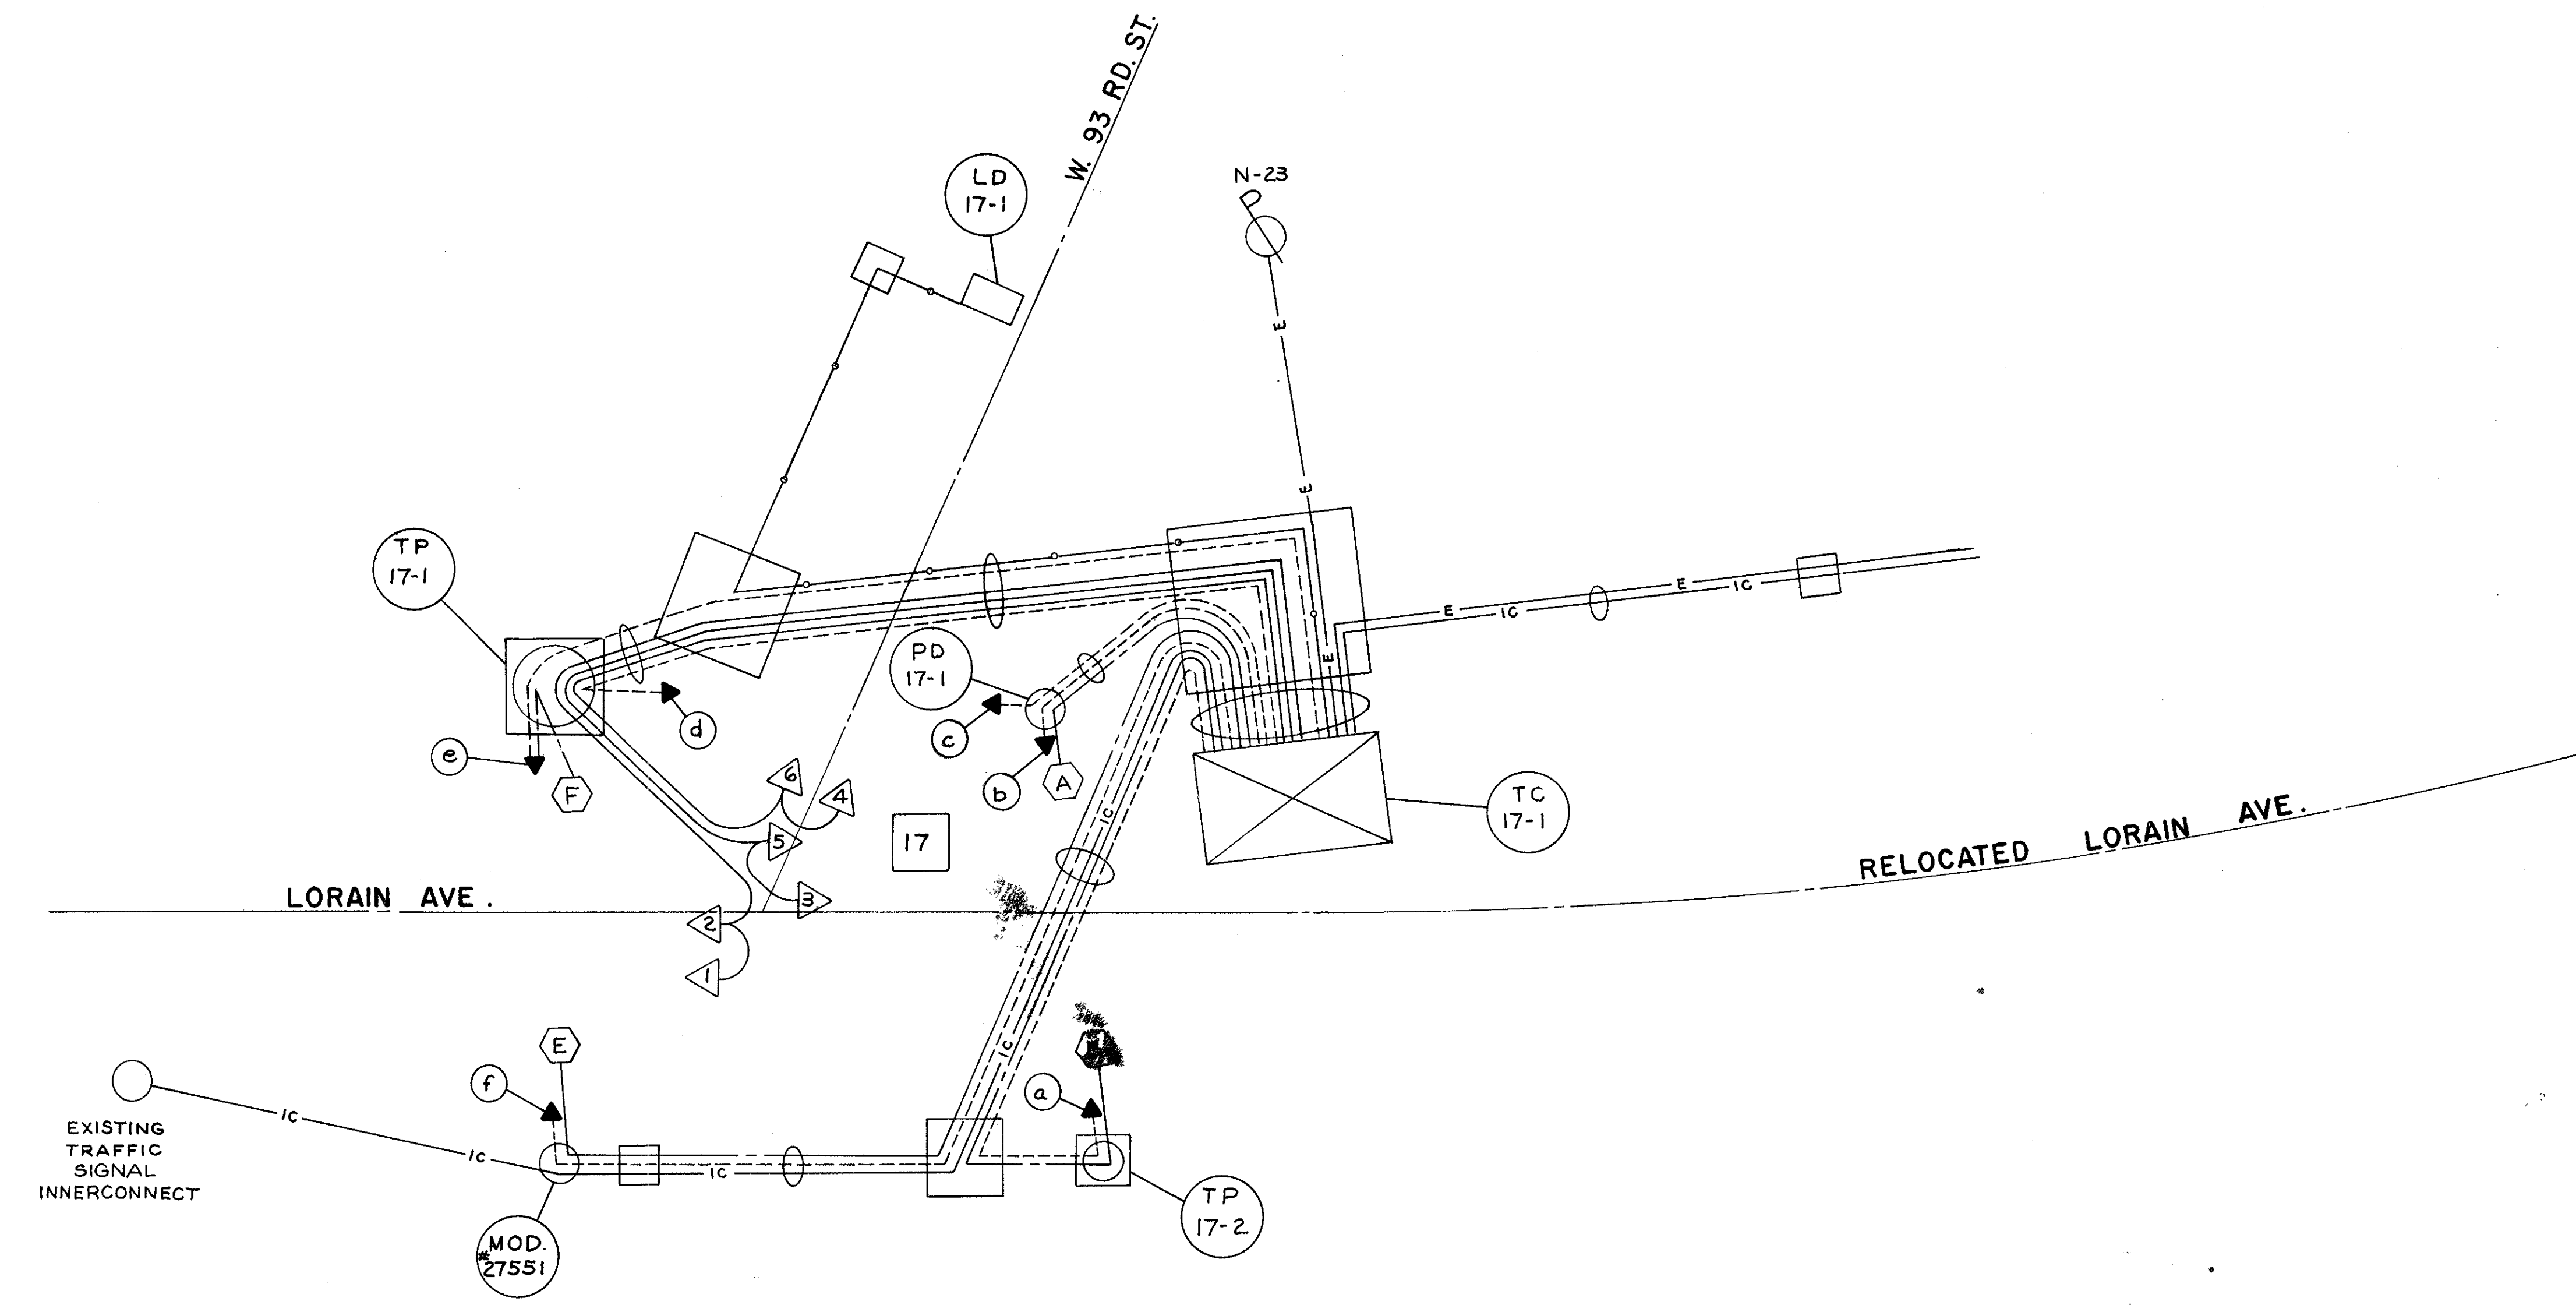 W. 93 RD. ST.
LD
17-1
N-23
E
E
TP
17-1
E
IC
E
IC
PD
17-1
E
d
c
e
b
A
F
6
4
5
3
2
1
17
IC
TC
17-1
RELOCATED LORAIN AVE.
LORAIN AVE.
E
IC
f
a
IC
IC
IC
EXISTING
TRAFFIC
SIGNAL
INNERCONNECT
MOD.
#27551
TP
17-2